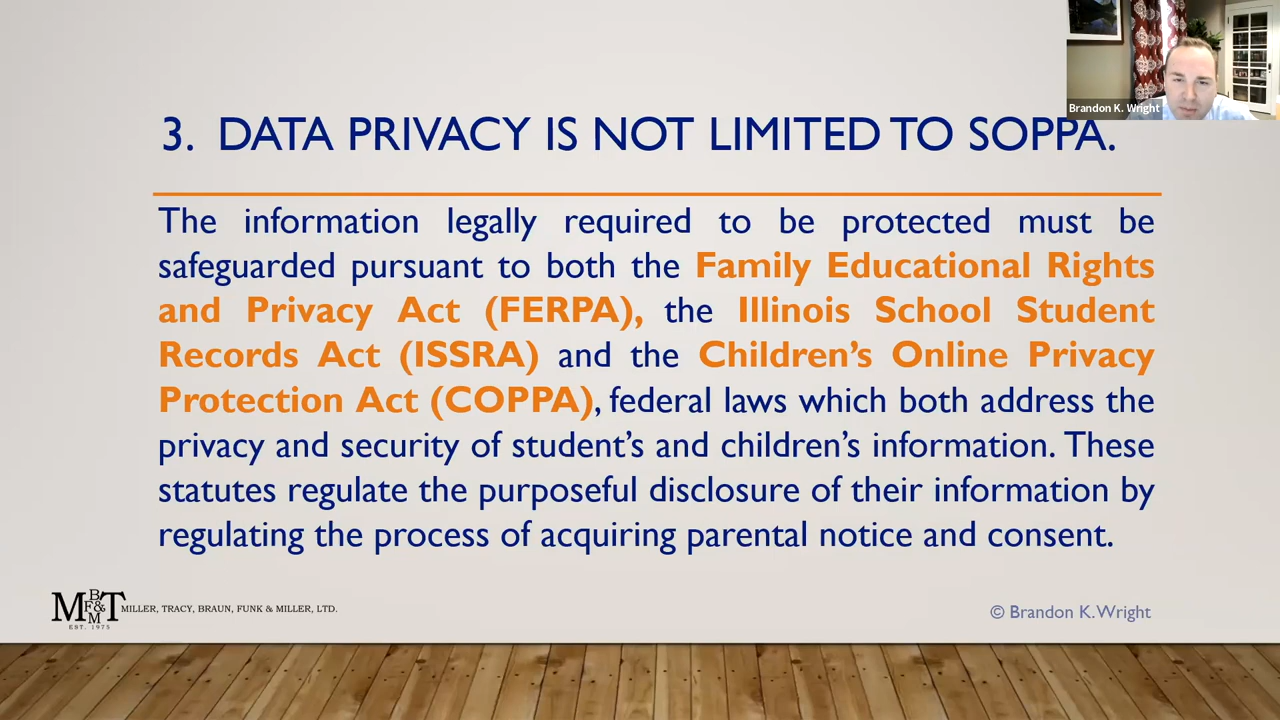 Brandon K. Wright
3. DATA PRIVACY IS NOT LIMITED TO SOPPA.
The information legally required to be protected must be
safeguarded pursuant to both the Family Educational Rights
and Privacy Act (FERPA), the Illinois School Student
Records Act (ISSRA) and the Children's Online Privacy
Protection Act (COPPA), federal laws which both address the
privacy and security of student's and children's information. These
statutes regulate the purposeful disclosure of their information by
regulating the process of acquiring parental notice and consent.
MBF&MT MILLER, TRACY, BRAUN, FUNK & MILLER, LTD.
EST. 1975
© Brandon K. Wright